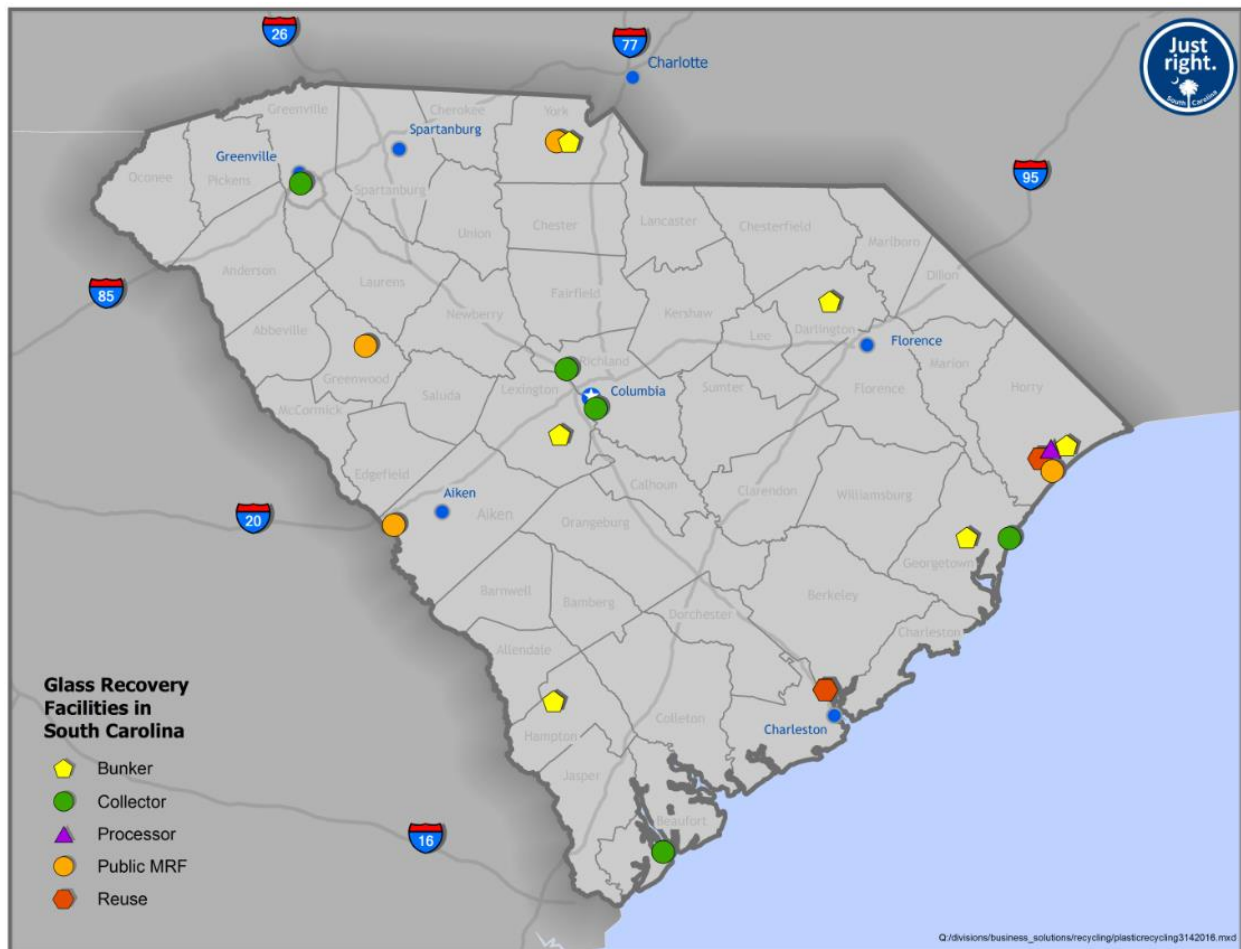 26
77
Charlotte
Just
right.
South Carolina
Greenville
Cherokee
York
Spartanburg
Greenville
95
Oconee
Pickens
Spartanburg
Union
Chester
Lancaster
Chesterfield
Marlboro
Dillon
Anderson
Laurens
85
Fairfield
Newberry
Kershaw
Abbeville
Lee
Darlington
Florence
Richland
Marion
Greenwood
Lexington
Columbia
Sumter
Florence
Horry
McCormick
Saluda
Edgefield
Calhoun
Clarendon
Williamsburg
Aiken
Aiken
20
Orangeburg
Georgetown
Barnwell
Bamberg
Berkeley
Dorchester
Charleston
Allendale
Glass Recovery
Facilities in
South Carolina
Colleton
Charleston
Hampton
Bunker
Jasper
Collector
Beaufort
Processor
16
Public MRF
Reuse
Q:/divisions/business_solutions/recycling/plasticrecycling3142016.mxd